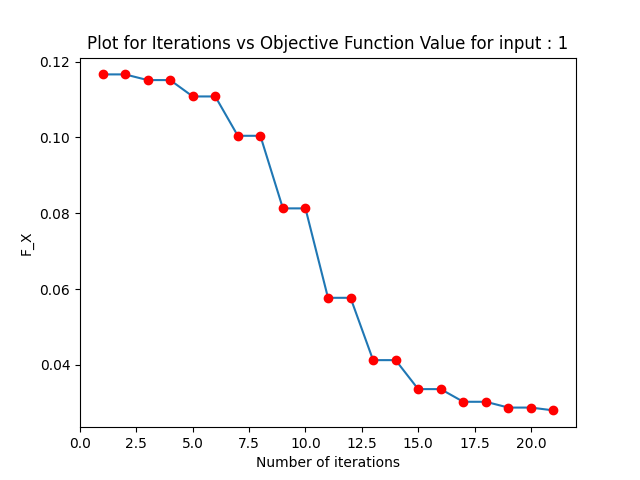 Plot for Iterations vs Objective Function Value for input : 1
0.12
0.10
0.08
0.06
0.04
F_X
0.0 2.5 5.0 7.5 10.0 12.5 15.0 17.5 20.0
Number of iterations